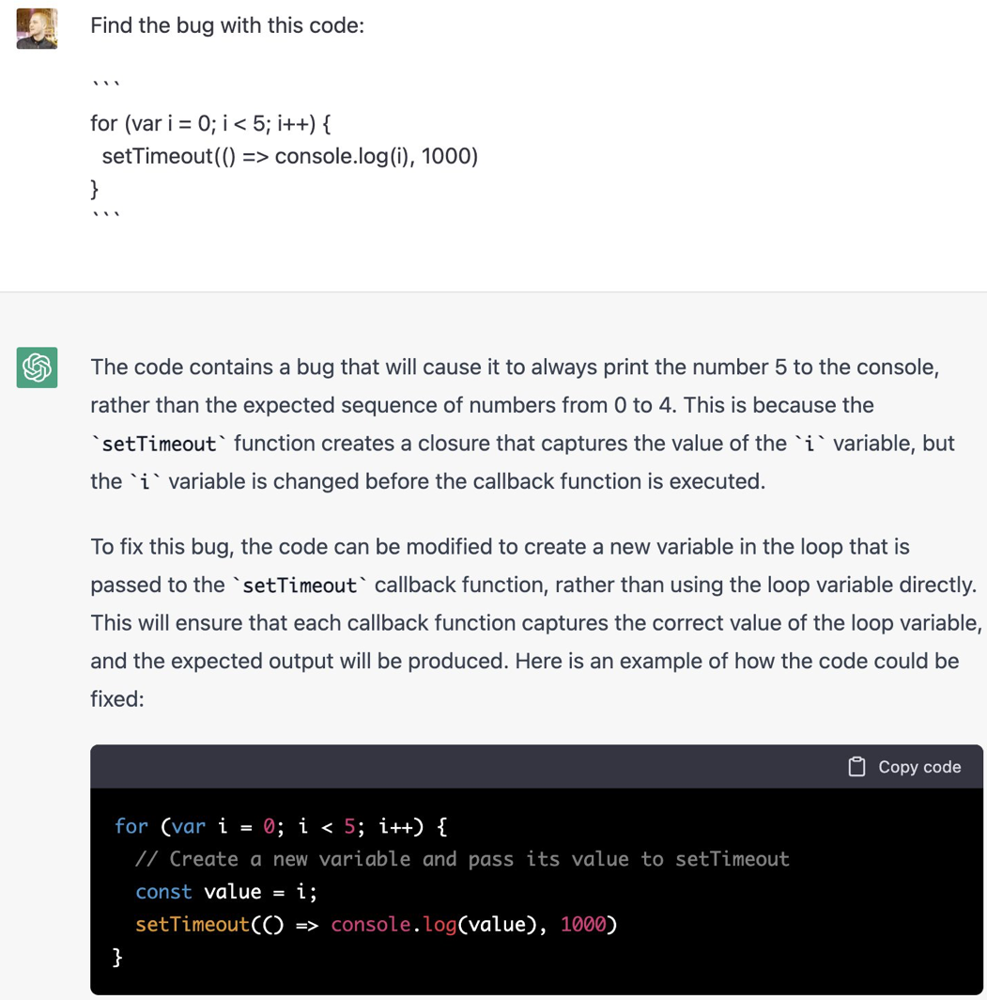 Find the bug with this code:
```
for (var i = 0; i < 5; i++) {
  setTimeout(() => console.log(i), 1000)
}
```
The code contains a bug that will cause it to always print the number 5 to the console,
rather than the expected sequence of numbers from 0 to 4. This is because the
`setTimeout` function creates a closure that captures the value of the `i` variable, but
the `i` variable is changed before the callback function is executed.
To fix this bug, the code can be modified to create a new variable in the loop that is
passed to the `setTimeout` callback function, rather than using the loop variable directly.
This will ensure that each callback function captures the correct value of the loop variable,
and the expected output will be produced. Here is an example of how the code could be
fixed:
Copy code
for (var i = 0; i < 5; i++) {
  // Create a new variable and pass its value to setTimeout
  const value = i;
  setTimeout(() => console.log(value), 1000)
}